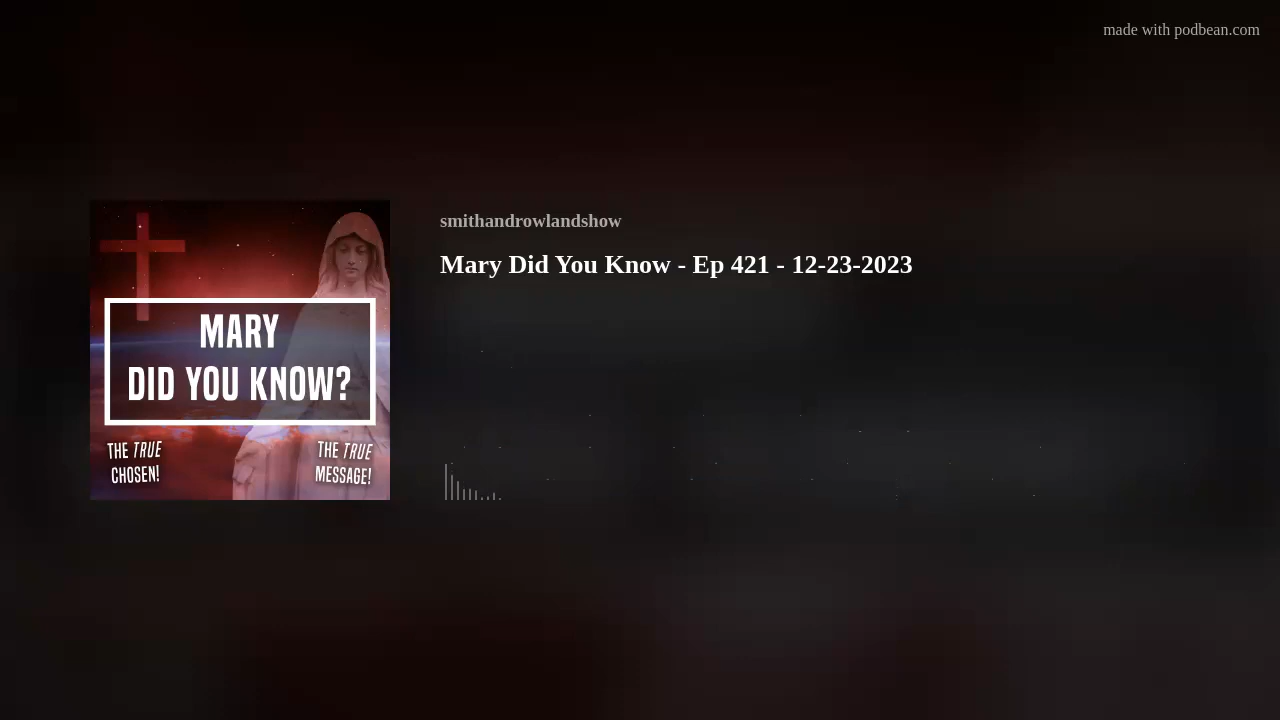 made with podbean.com
smithandrowlandshow
Mary Did You Know - Ep 421 - 12-23-2023
MARY
DID YOU KNOW?
THE TRUE
CHOSEN!
THE TRUE
MESSAGE!